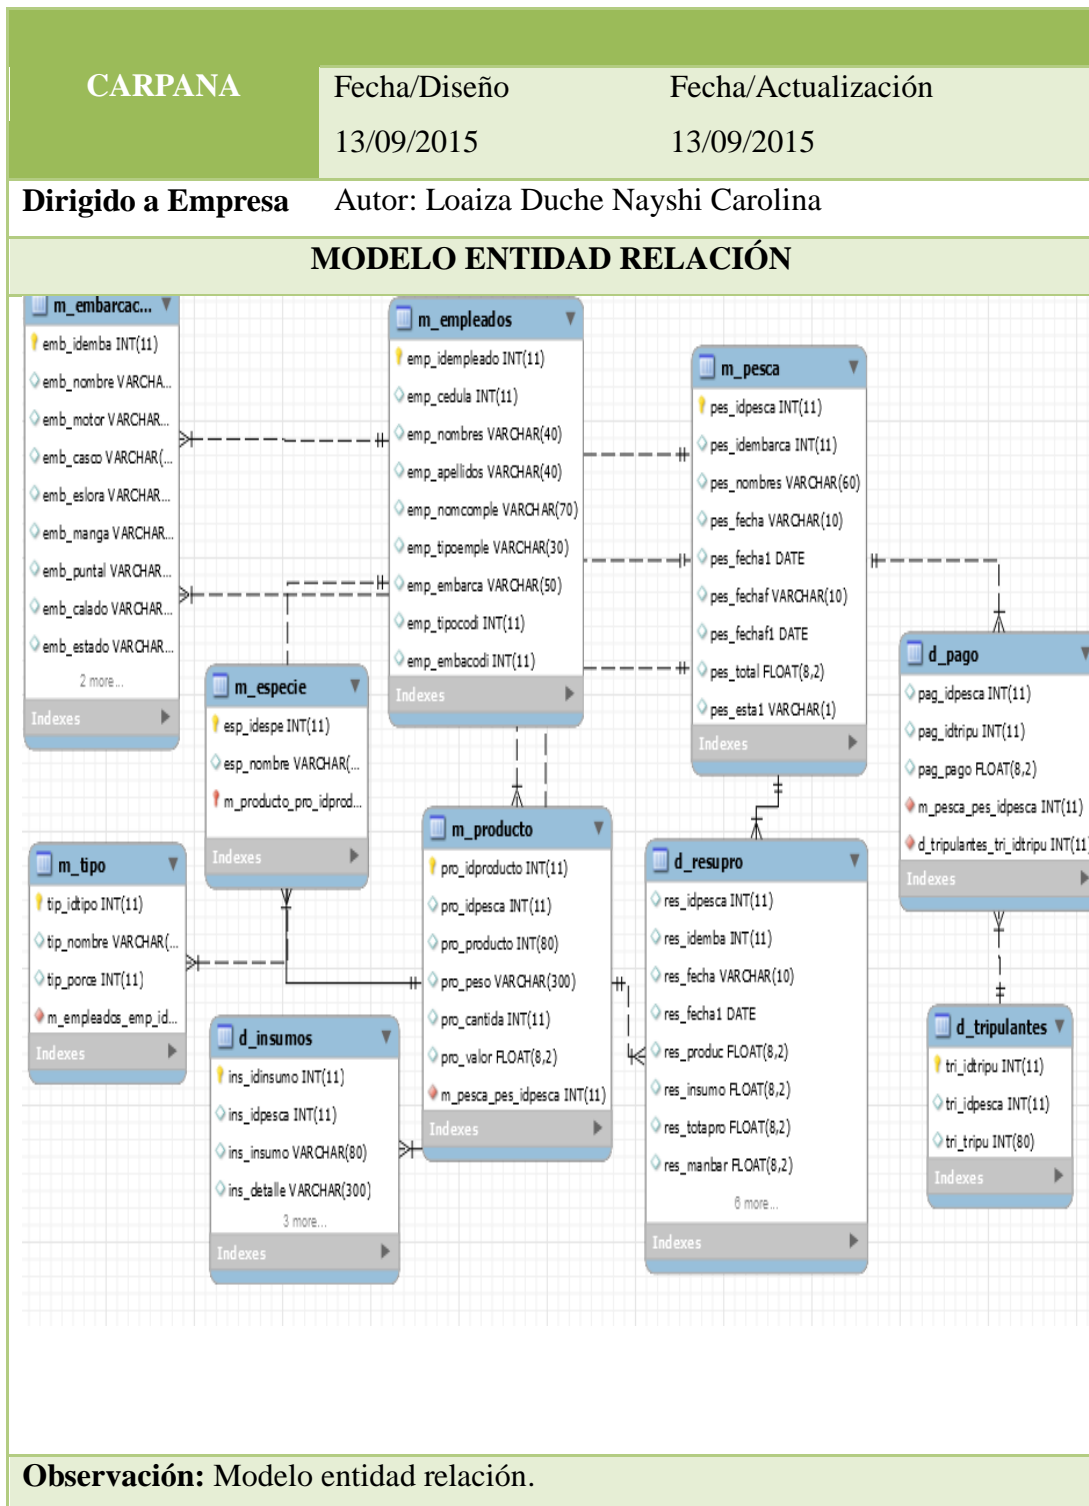 CARPANA
Fecha/Diseño
13/09/2015
Fecha/Actualización
13/09/2015
Dirigido a Empresa
Autor: Loaiza Duche Nayshi Carolina
MODELO ENTIDAD RELACIÓN
m_embarcac...
emb_idemba INT(11)
emb_nombre VARCHA...
emb_motor VARCHAR...
emb_casco VARCHAR(...
emb_eslora VARCHAR...
emb_manga VARCHAR...
emb_puntal VARCHAR...
emb_calado VARCHAR...
emb_estado VARCHAR...
2 more...
Indexes
m_empleados
emp_idempleado INT(11)
emp_cedula INT(11)
emp_nombres VARCHAR(40)
emp_apellidos VARCHAR(40)
emp_nomcomple VARCHAR(70)
emp_tipoemple VARCHAR(30)
emp_embarca VARCHAR(50)
emp_tipocodi INT(11)
emp_embacodi INT(11)
Indexes
m_pesca
pes_idpesca INT(11)
pes_idembarca INT(11)
pes_nombres VARCHAR(60)
pes_fecha VARCHAR(10)
pes_fecha1 DATE
pes_fechaf VARCHAR(10)
pes_fechaf1 DATE
pes_total FLOAT(8,2)
pes_esta1 VARCHAR(1)
Indexes
d_pago
pag_idpesca INT(11)
pag_idtripu INT(11)
pag_pago FLOAT(8,2)
m_pesca_pes_idpesca INT(11)
d_tripulantes_tri_idtripu INT(11)
Indexes
m_especie
esp_idespe INT(11)
esp_nombre VARCHAR(...
m_producto_pro_idprod...
Indexes
m_tipo
tip_idtipo INT(11)
tip_nombre VARCHAR(...
tip_porce INT(11)
m_empleados_emp_id...
Indexes
m_producto
pro_idproducto INT(11)
pro_idpesca INT(11)
pro_producto INT(80)
pro_peso VARCHAR(300)
pro_cantida INT(11)
pro_valor FLOAT(8,2)
m_pesca_pes_idpesca INT(11)
Indexes
d_resupro
res_idpesca INT(11)
res_idemba INT(11)
res_fecha VARCHAR(10)
res_fecha1 DATE
res_produc FLOAT(8,2)
res_insumo FLOAT(8,2)
res_totapro FLOAT(8,2)
res_manbar FLOAT(8,2)
6 more...
Indexes
d_insumos
ins_idinsumo INT(11)
ins_idpesca INT(11)
ins_insumo VARCHAR(80)
ins_detalle VARCHAR(300)
3 more...
Indexes
d_tripulantes
tri_idtripu INT(11)
tri_idpesca INT(11)
tri_tripu INT(80)
Indexes
Observación: Modelo entidad relación.